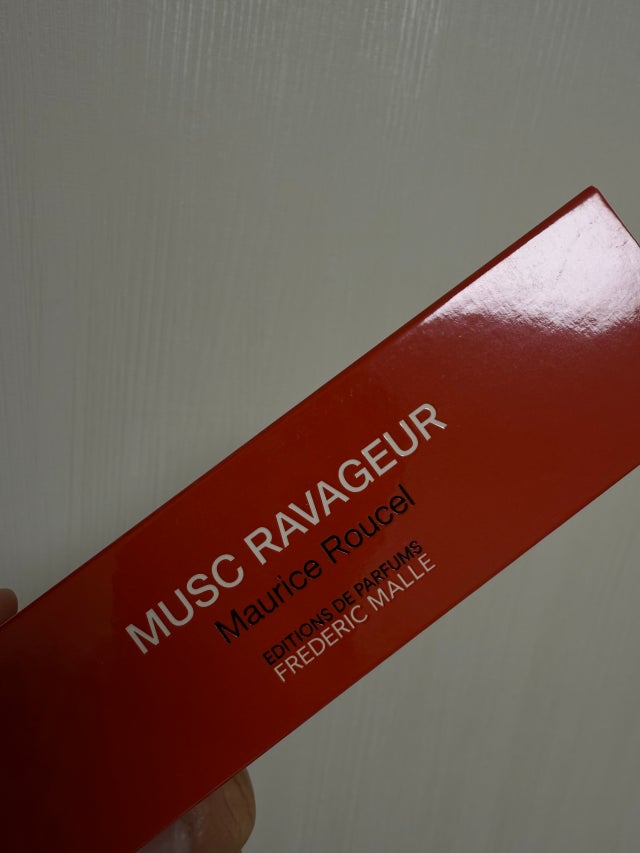 MUSC RAVAGEUR
Maurice Roucel
EDITIONS DE PARFUMS
FREDERIC MALLE